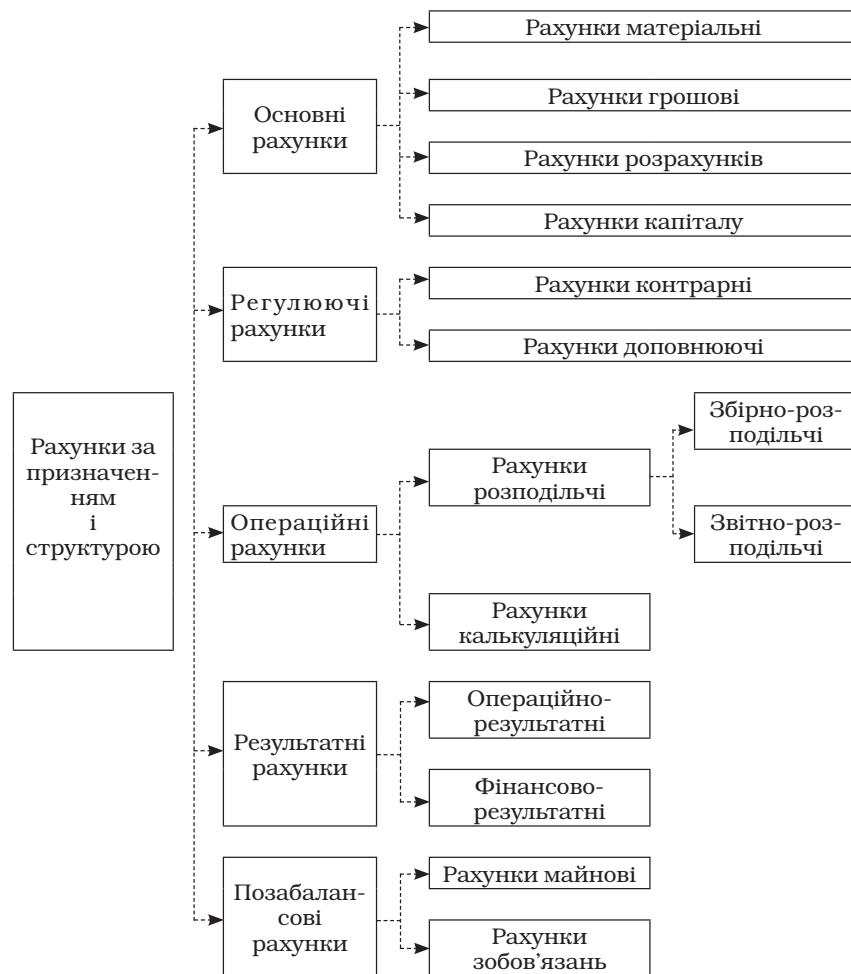 Рахунки за
призначен-
ням
і
структурою
Основні
рахунки
Рахунки матеріальні
Рахунки грошові
Рахунки розрахунків
Рахунки капіталу
Регулюючі
рахунки
Рахунки контрарні
Рахунки доповнюючі
Операційні
рахунки
Рахунки
розподільчі
Збірно-роз-
подільчі
Звітно-роз-
подільчі
Рахунки
калькуляційні
Результатні
рахунки
Операційно-
результатні
Фінансово-
результатні
Позабалан-
сові
рахунки
Рахунки майнові
Рахунки
зобов'язань